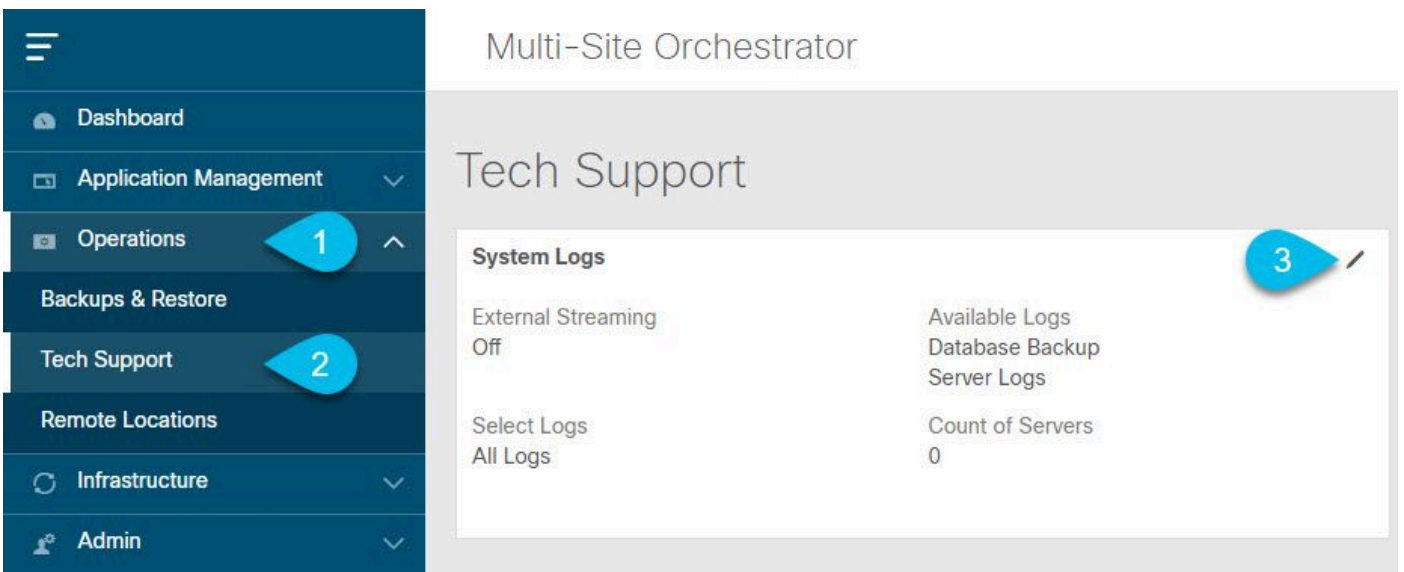 Multi-Site Orchestrator
Dashboard
Application Management
Operations
1
Backups & Restore
Tech Support
2
Remote Locations
Infrastructure
Admin
Tech Support
System Logs
3
External Streaming
Off
Available Logs
Database Backup
Server Logs
Select Logs
All Logs
Count of Servers
0